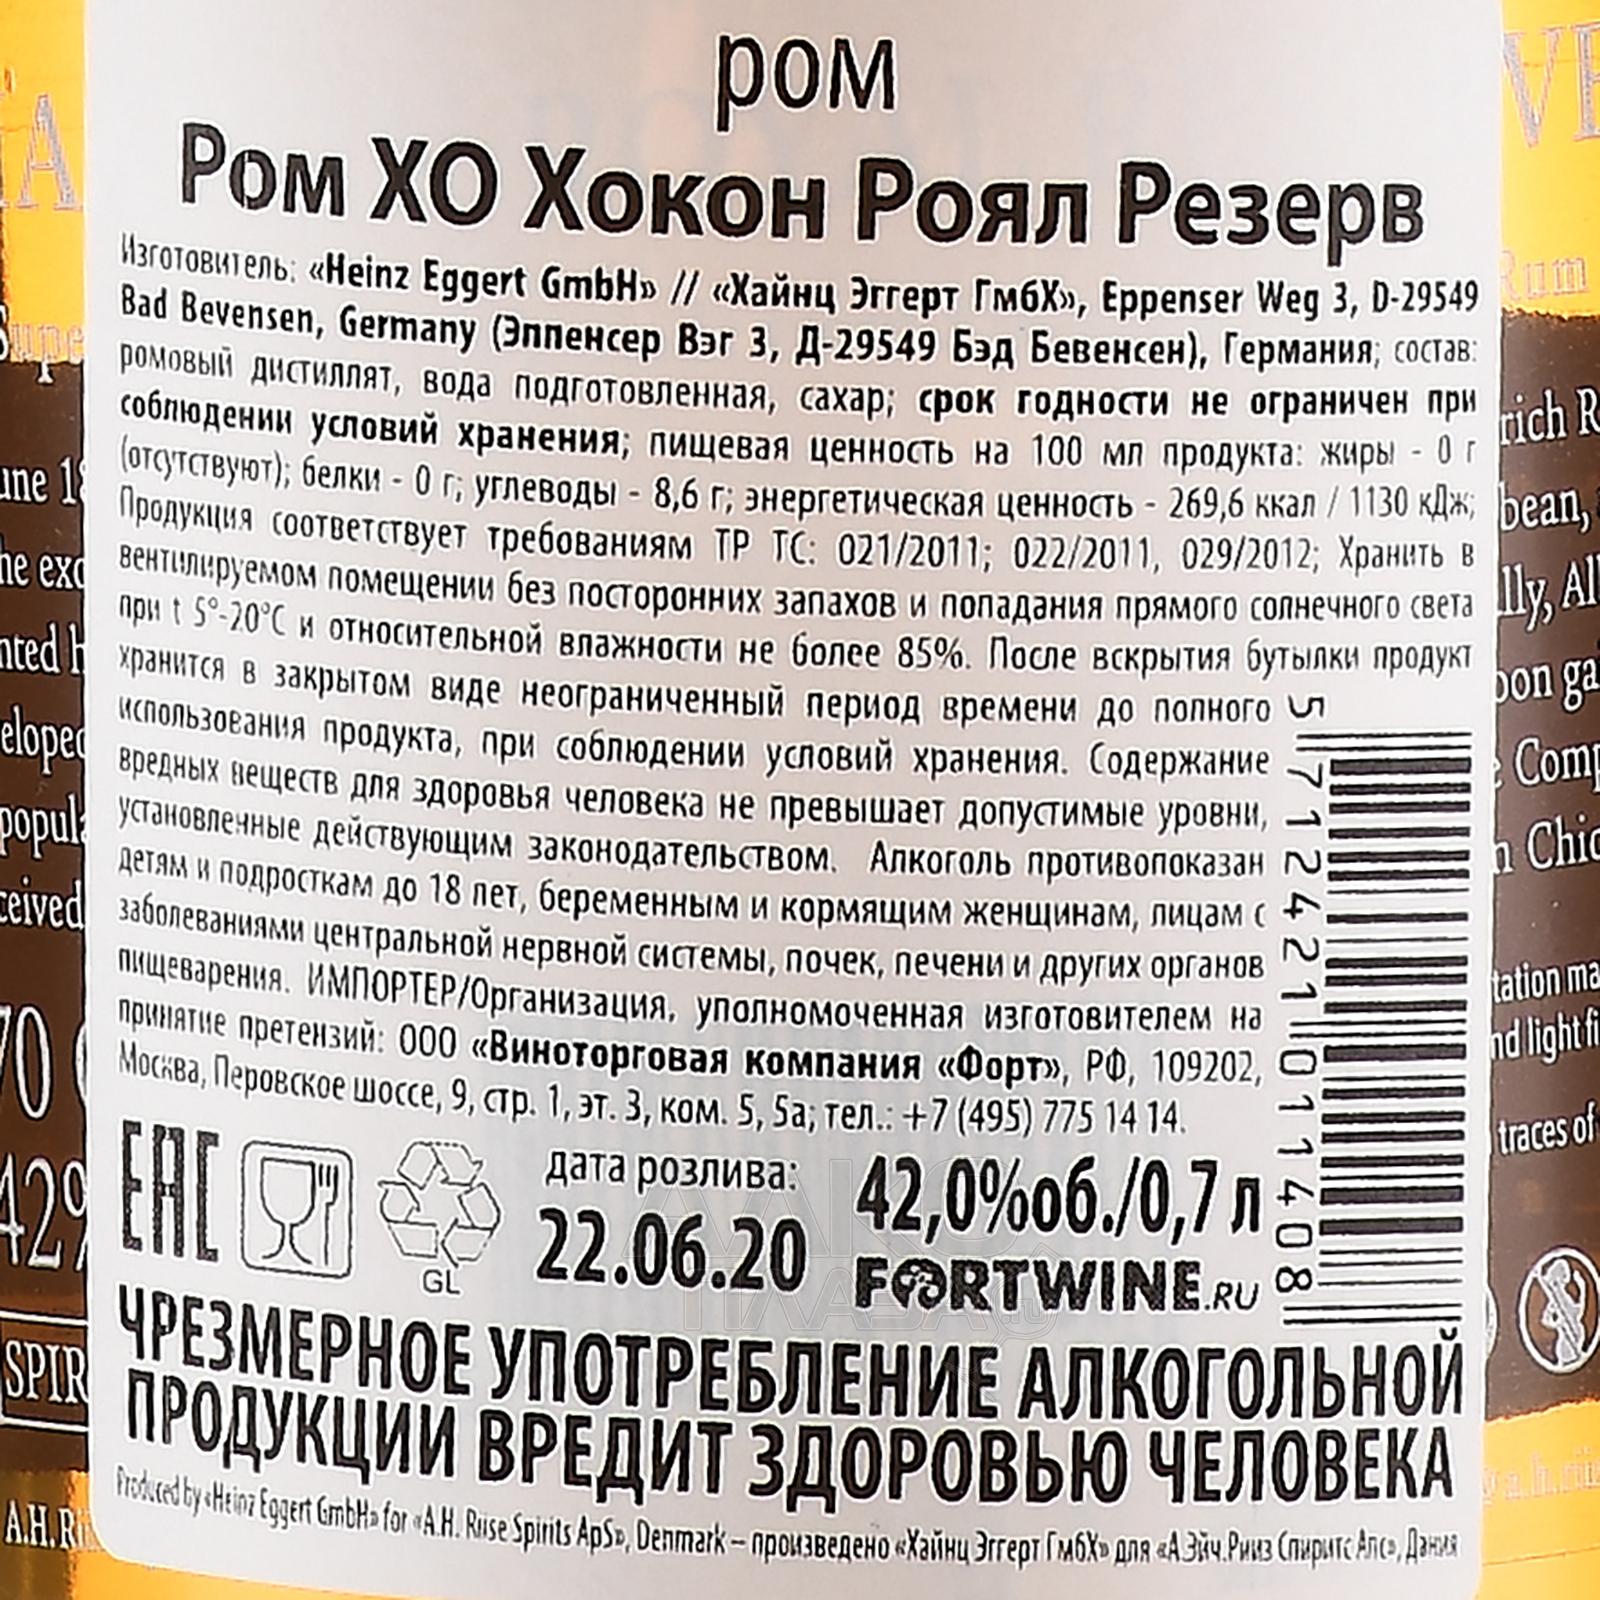 ром
Ром ХО Хокон Роял Резерв
Изготовитель: «Heinz Eggert GmbH» // «Хайнц Эггерт ГмбХ», Eppenser Weg 3, D-29549
Bad Bevensen, Germany (Эппенсер Вэг 3, Д-29549 Бэд Бевенсен), Германия; состав:
ромовый дистиллят, вода подготовленная, сахар; срок годности не ограничен при
соблюдении условий хранения; пищевая ценность на 100 мл продукта: жиры - 0 г
(отсутствуют); белки - 0 г; углеводы - 8,6 г; энергетическая ценность - 269,6 ккал / 1130 кДж;
Продукция соответствует требованиям ТР ТС: 021/2011; 022/2011, 029/2012; Хранить в
вентилируемом помещении без посторонних запахов и попадания прямого солнечного света
при t 5°-20°C и относительной влажности не более 85%. После вскрытия бутылки продукт
хранится в закрытом виде неограниченный период времени до полного
использования продукта, при соблюдении условий хранения. Содержание
вредных веществ для здоровья человека не превышает допустимые уровни,
установленные действующим законодательством. Алкоголь противопоказан
детям и подросткам до 18 лет, беременным и кормящим женщинам, лицам с
заболеваниями центральной нервной системы, почек, печени и других органов
пищеварения. ИМПОРТЕР/Организация, уполномоченная изготовителем на
принятие претензий: ООО «Виноторговая компания «Форт», РФ, 109202,
Москва, Перовское шоссе, 9, стр. 1, эт. 3, ком. 5, 5а; тел.: +7 (495) 775 14 14.
5 712421 011408
EAC
GL
дата розлива:
22.06.20
42,0%об./0,7 л
FORTWINE.RU
ЧРЕЗМЕРНОЕ УПОТРЕБЛЕНИЕ АЛКОГОЛЬНОЙ
ПРОДУКЦИИ ВРЕДИТ ЗДОРОВЬЮ ЧЕЛОВЕКА
Produced by «Heinz Eggert GmbH» for «A.H. Riise Spirits ApS», Denmark – произведено «Хайнц Эггерт ГмбХ» для «А.Эйч.Рииз Спиритс Апс», Дания